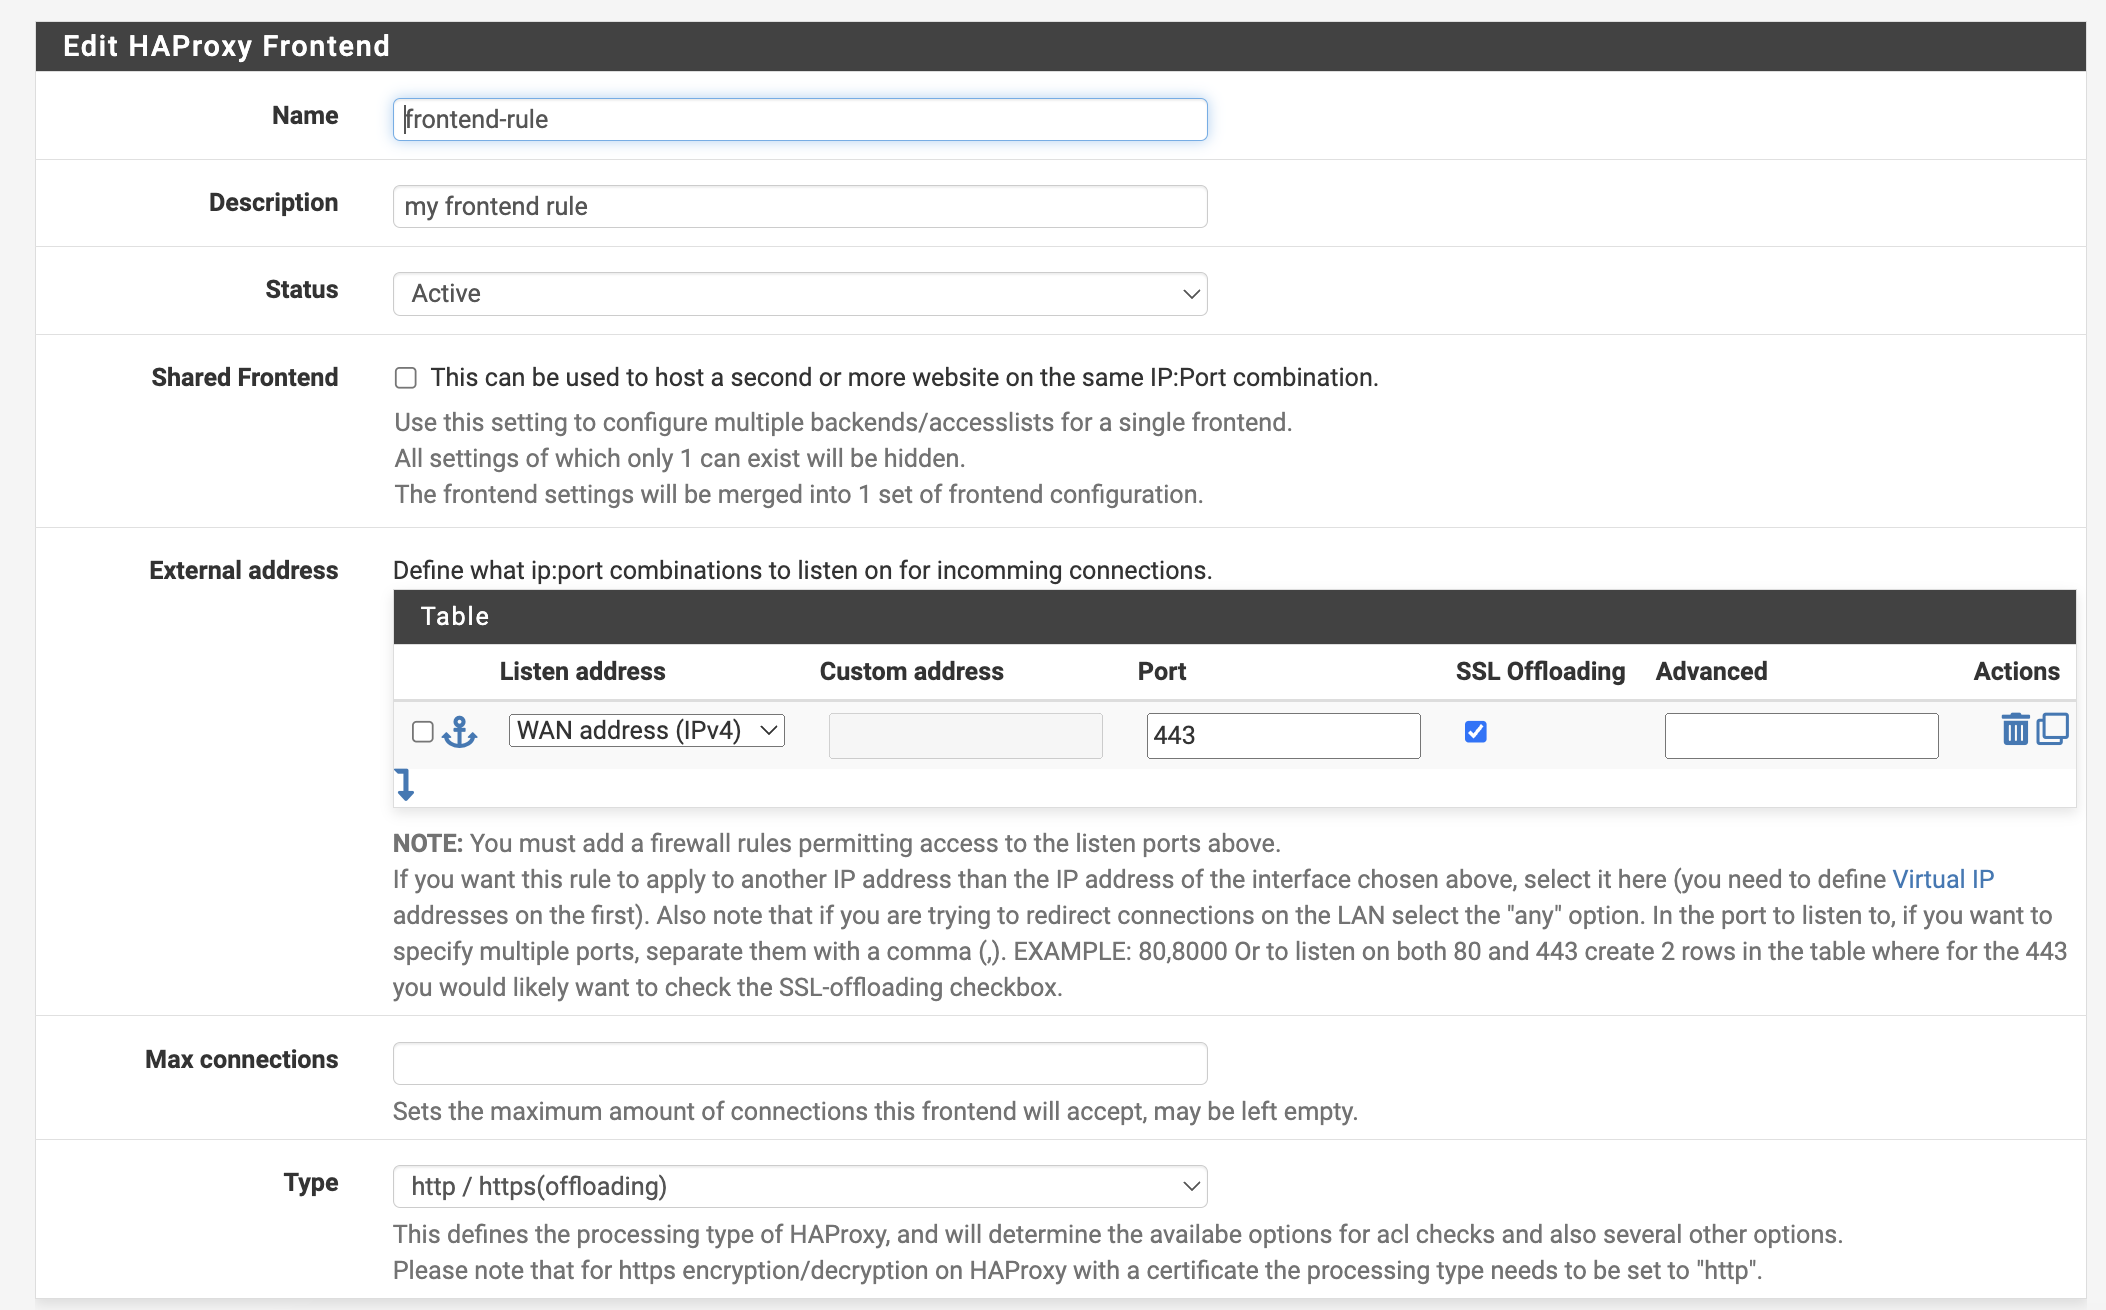 Edit HAProxy Frontend
Name
frontend-rule
Description
my frontend rule
Status
Active
Shared Frontend
This can be used to host a second or more website on the same IP:Port combination.
Use this setting to configure multiple backends/accesslists for a single frontend.
All settings of which only 1 can exist will be hidden.
The frontend settings will be merged into 1 set of frontend configuration.
External address
Define what ip:port combinations to listen on for incomming connections.
Table
Listen address Custom address Port SSL Offloading Advanced Actions
WAN address (IPv4) 443
NOTE: You must add a firewall rules permitting access to the listen ports above.
If you want this rule to apply to another IP address than the IP address of the interface chosen above, select it here (you need to define Virtual IP
addresses on the first). Also note that if you are trying to redirect connections on the LAN select the "any" option. In the port to listen to, if you want to
specify multiple ports, separate them with a comma (,). EXAMPLE: 80,8000 Or to listen on both 80 and 443 create 2 rows in the table where for the 443
you would likely want to check the SSL-offloading checkbox.
Max connections
Sets the maximum amount of connections this frontend will accept, may be left empty.
Type
http / https(offloading)
This defines the processing type of HAProxy, and will determine the availabe options for acl checks and also several other options.
Please note that for https encryption/decryption on HAProxy with a certificate the processing type needs to be set to "http".